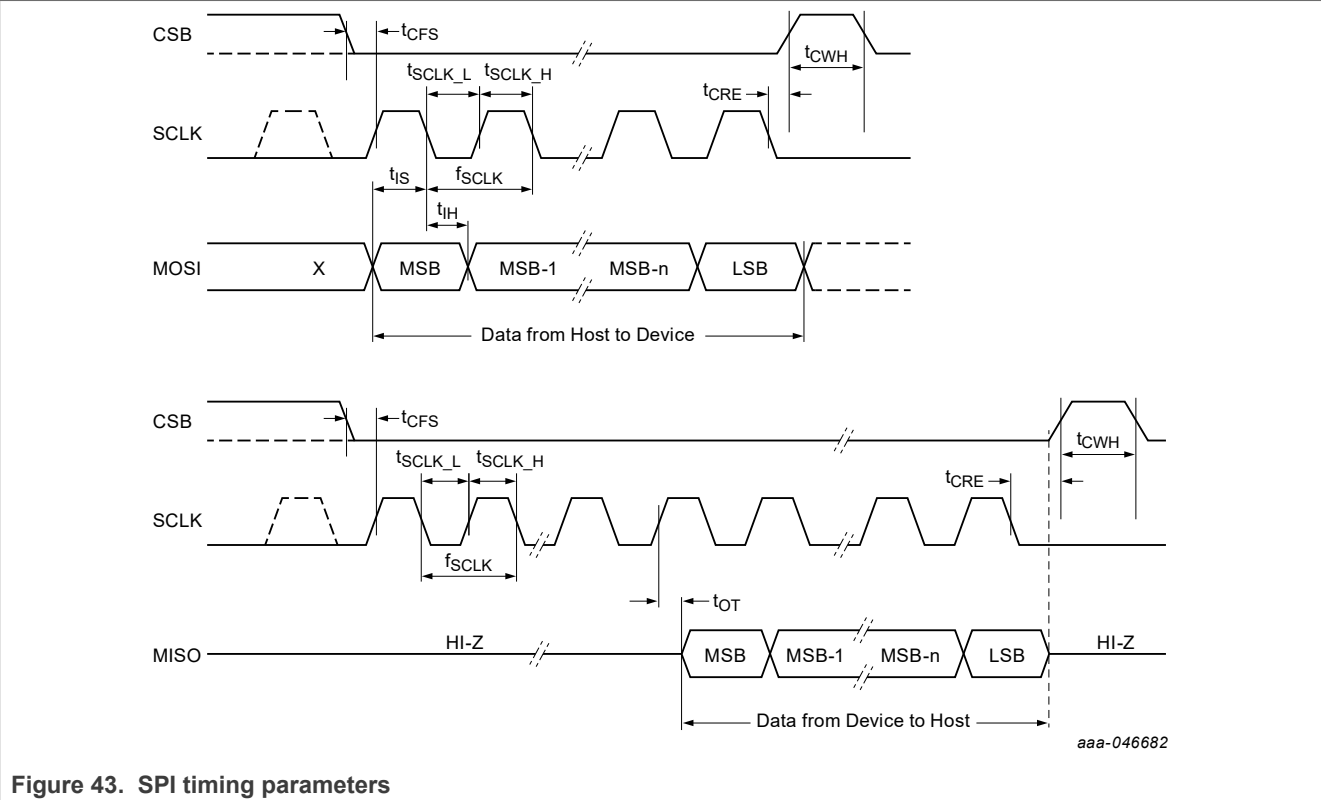 CSB
tCFS
tCWH
tSCLK_L tSCLK_H
tCRE
SCLK
tIS fSCLK
tIH
MOSI X MSB MSB-1 MSB-n LSB
Data from Host to Device
CSB
tCFS
tCWH
tSCLK_L tSCLK_H
tCRE
SCLK
fSCLK
tOT
MISO HI-Z MSB MSB-1 MSB-n LSB HI-Z
Data from Device to Host
aaa-046682
Figure 43. SPI timing parameters